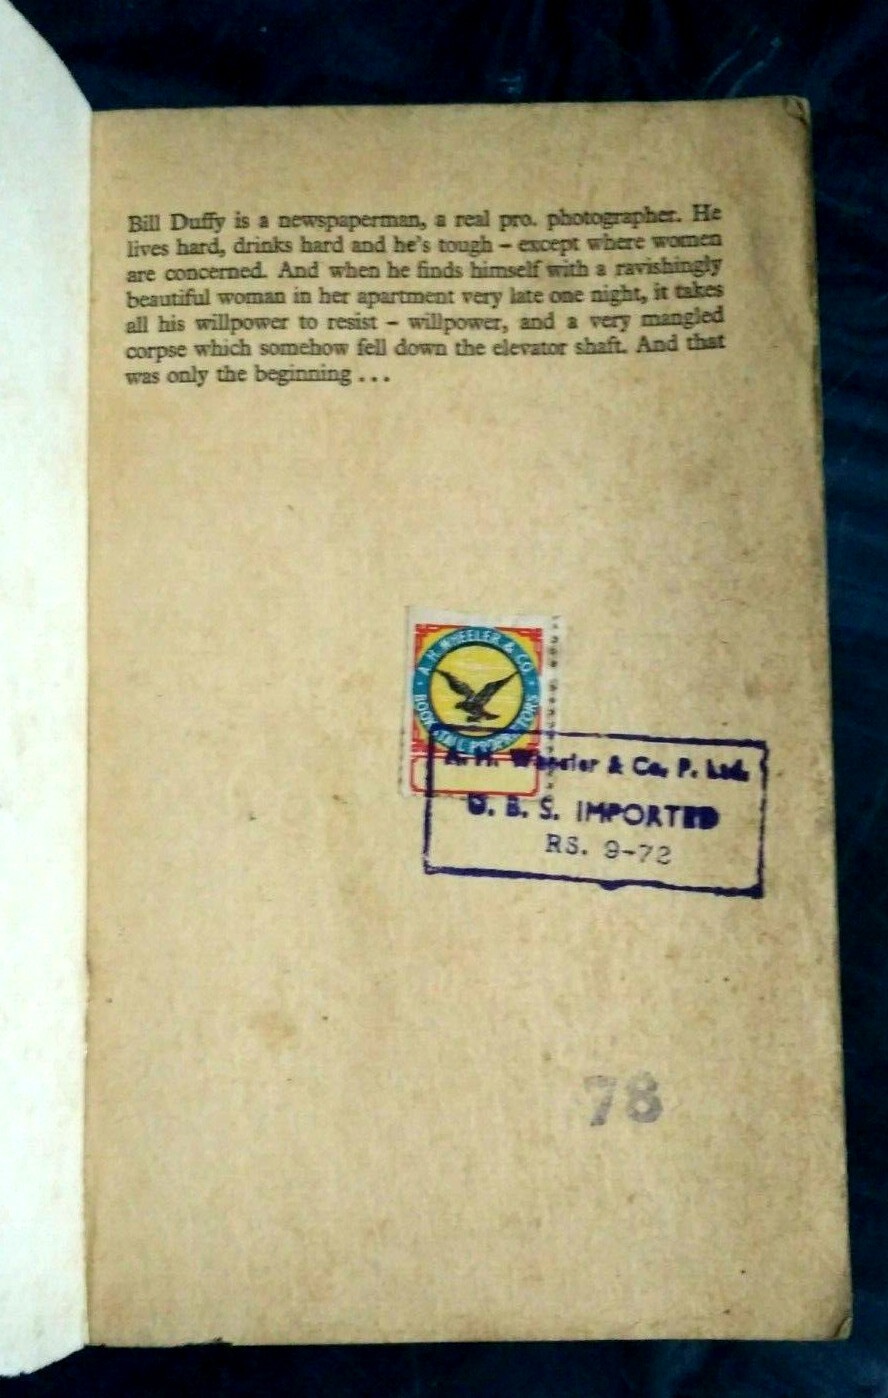 Bill Duffy is a newspaperman, a real pro. photographer. He
lives hard, drinks hard and he's tough – except where women
are concerned. And when he finds himself with a ravishingly
beautiful woman in her apartment very late one night, it takes
all his willpower to resist – willpower, and a very mangled
corpse which somehow fell down the elevator shaft. And that
was only the beginning . . .
A. H. WHEELER & CO
BOOK STALL PROPRIETORS
A. H. Wheeler & Co. P. Ltd.
U. B. S. IMPORTED
RS. 9-72
78